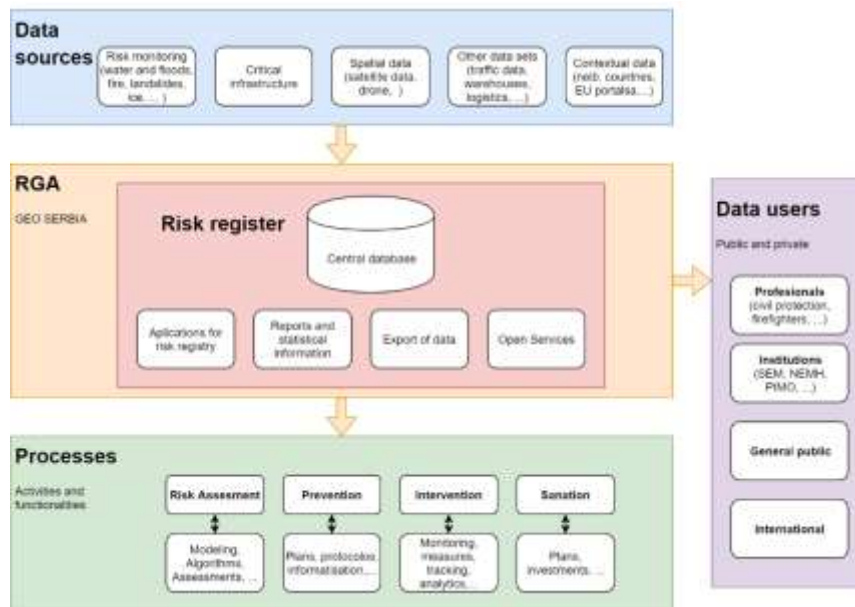 Data
sources
Risk monitoring
(water and floods,
fire, landslides,
ice, ... )
Critical
infrastructure
Spatial data
(satellite data,
drone, ..)
Other data sets
(traffic data,
warehouses,
logistics, ...)
Contextual data
(neib. countries,
EU portalsa,...)
RGA
GEO SERBIA
Risk register
Central database
Aplications for
risk registry
Reports and
statistical
information
Export of data
Open Services
Data users
Public and private
Profesionals
(civil protection,
firefighters, ...)
Institutions
(SEM, NEMH,
PIMO, ...)
General public
International
Processes
Activities and
functionalities
Risk Assesment
Prevention
Intervention
Sanation
Modeling,
Algorithms,
Assessments, ...
Plans, protocolos,
informatisation,...
Monitoring,
measures,
tracking,
analytics,...
Plans,
investments, ...